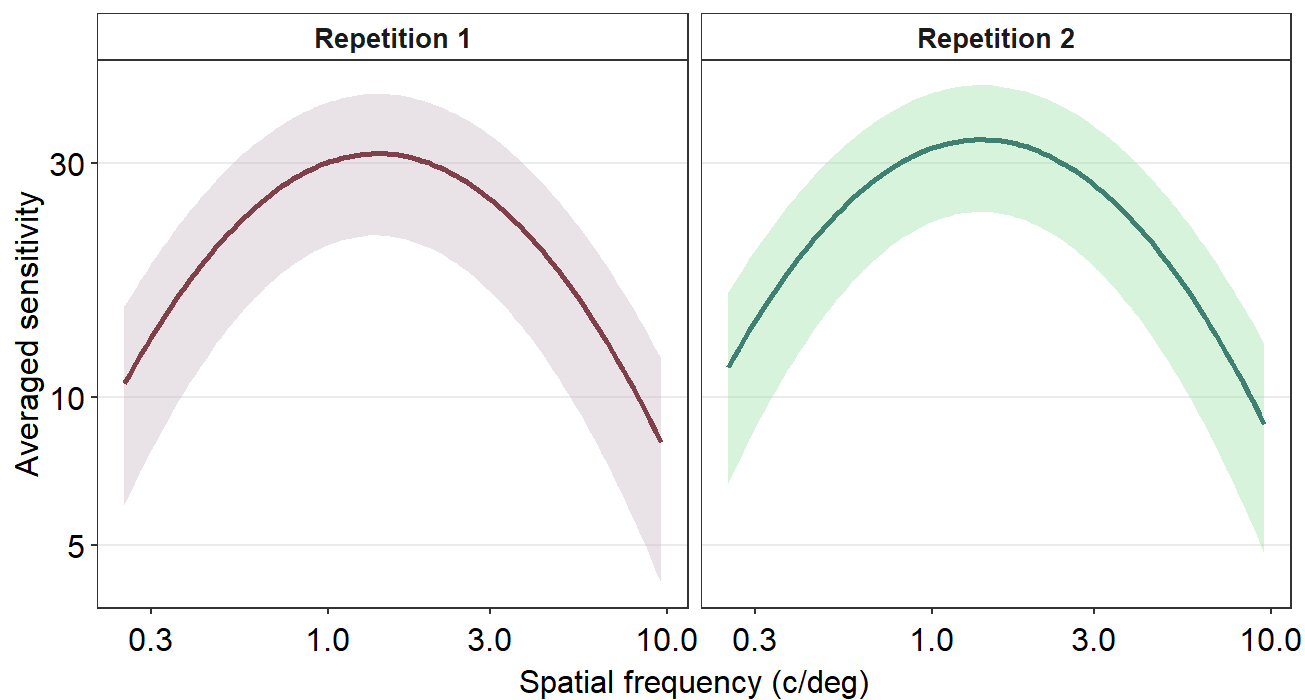 Repetition 1
Repetition 2
Averaged sensitivity
30
10
5
0.3 1.0 3.0 10.0
0.3 1.0 3.0 10.0
Spatial frequency (c/deg)